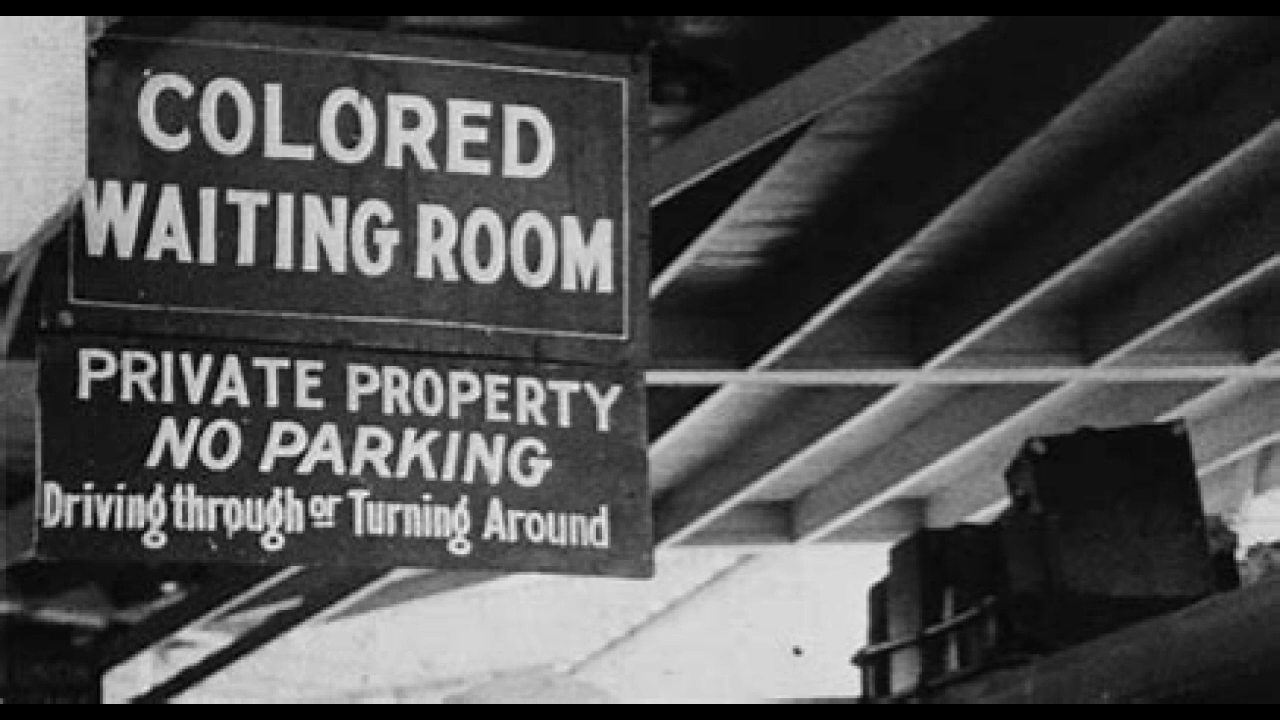 COLORED
WAITING ROOM
PRIVATE PROPERTY
NO PARKING
Driving through or Turning Around